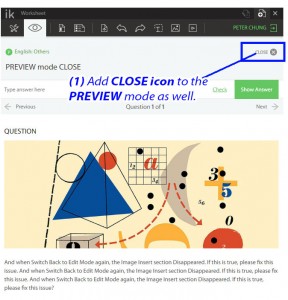 ik Worksheet
PETER CHUNG
English: Others
CLOSE
PREVIEW mode CLOSE
(1) Add CLOSE icon to the
PREVIEW mode as well.
Type answer here Check Show Answer
Previous Question 1 of 1 Next
QUESTION
a
3
5
6
0
9
And when Switch Back to Edit Mode again, the Image Insert section Disappeared. If this is true, please fix this
issue. And when Switch Back to Edit Mode again, the Image Insert section Disappeared. If this is true, please fix
this issue. And when Switch Back to Edit Mode again, the Image Insert section Disappeared. If this is true,
please fix this issue?